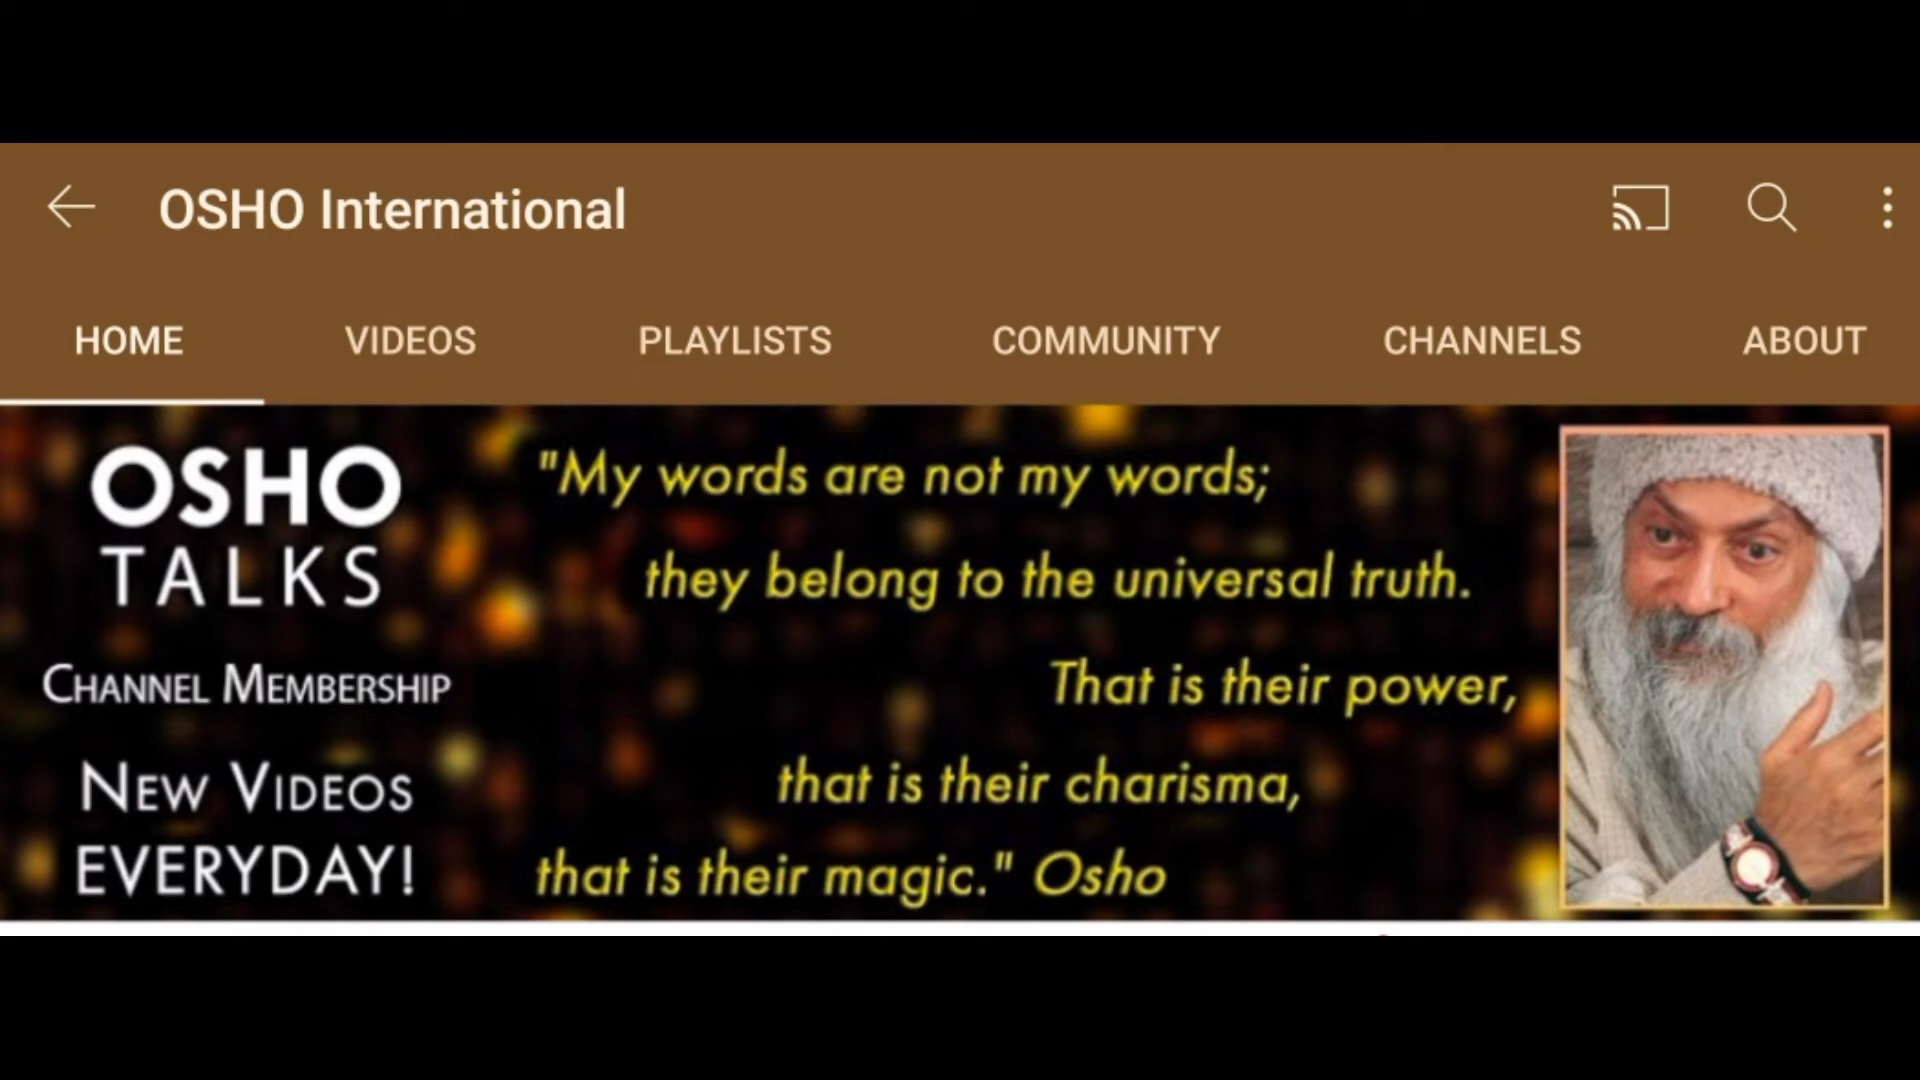 OSHO International
HOME VIDEOS PLAYLISTS COMMUNITY CHANNELS ABOUT
OSHO
TALKS
CHANNEL MEMBERSHIP
NEW VIDEOS
EVERYDAY!
"My words are not my words;
they belong to the universal truth.
That is their power,
that is their charisma,
that is their magic." Osho